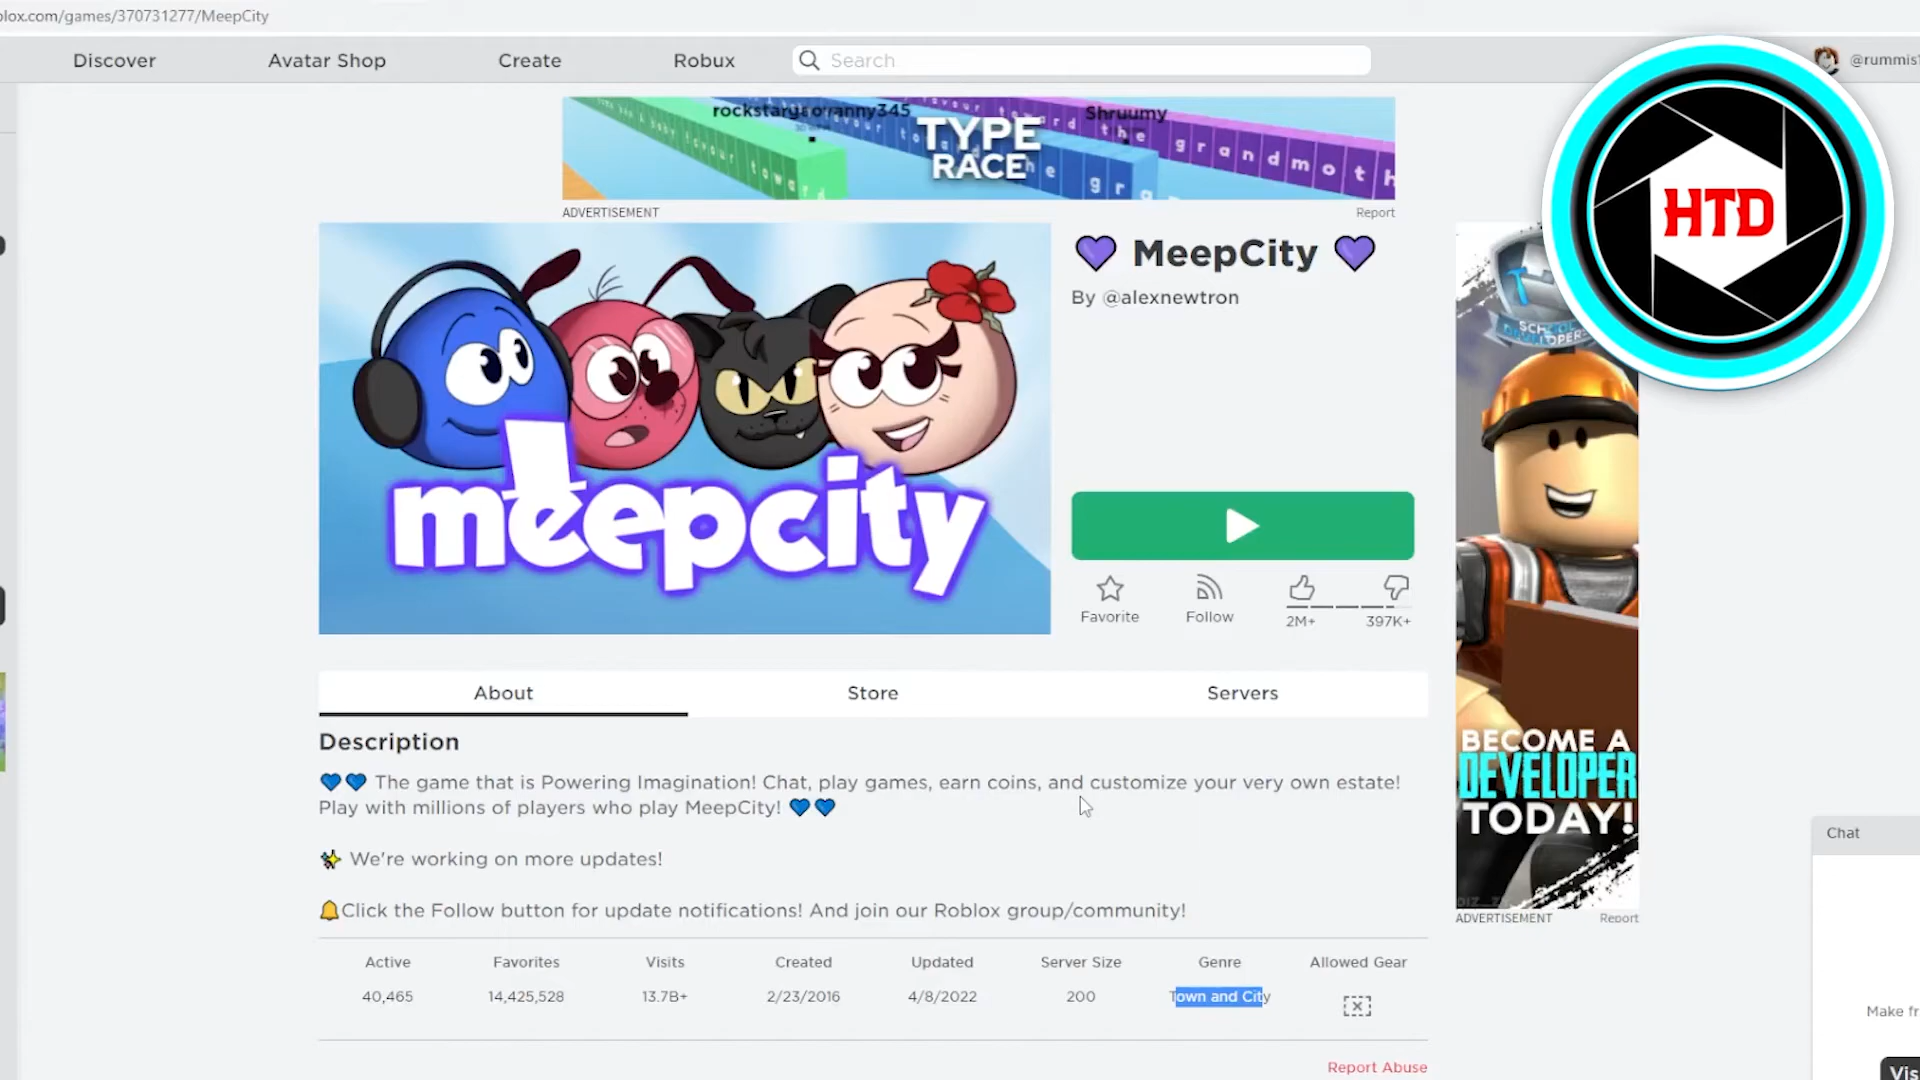 lox.com/games/370731277/MeepCity
Discover Avatar Shop Create Robux Search @rummis
HTD
rockstargeovanny345 Shruumy
TYPE
RACE
ADVERTISEMENT Report
💜 MeepCity 💜
By @alexnewtron
meepcity
Favorite Follow 2M+ 397K+
About Store Servers
Description
💙💙 The game that is Powering Imagination! Chat, play games, earn coins, and customize your very own estate!
Play with millions of players who play MeepCity! 💙💙
✨ We're working on more updates!
🔔Click the Follow button for update notifications! And join our Roblox group/community!
Active Favorites Visits Created Updated Server Size Genre Allowed Gear
40,465 14,425,528 13.7B+ 2/23/2016 4/8/2022 200 Town and City
Report Abuse
BECOME A
DEVELOPER
TODAY!
ADVERTISEMENT Report
Chat
Make fr
Vis